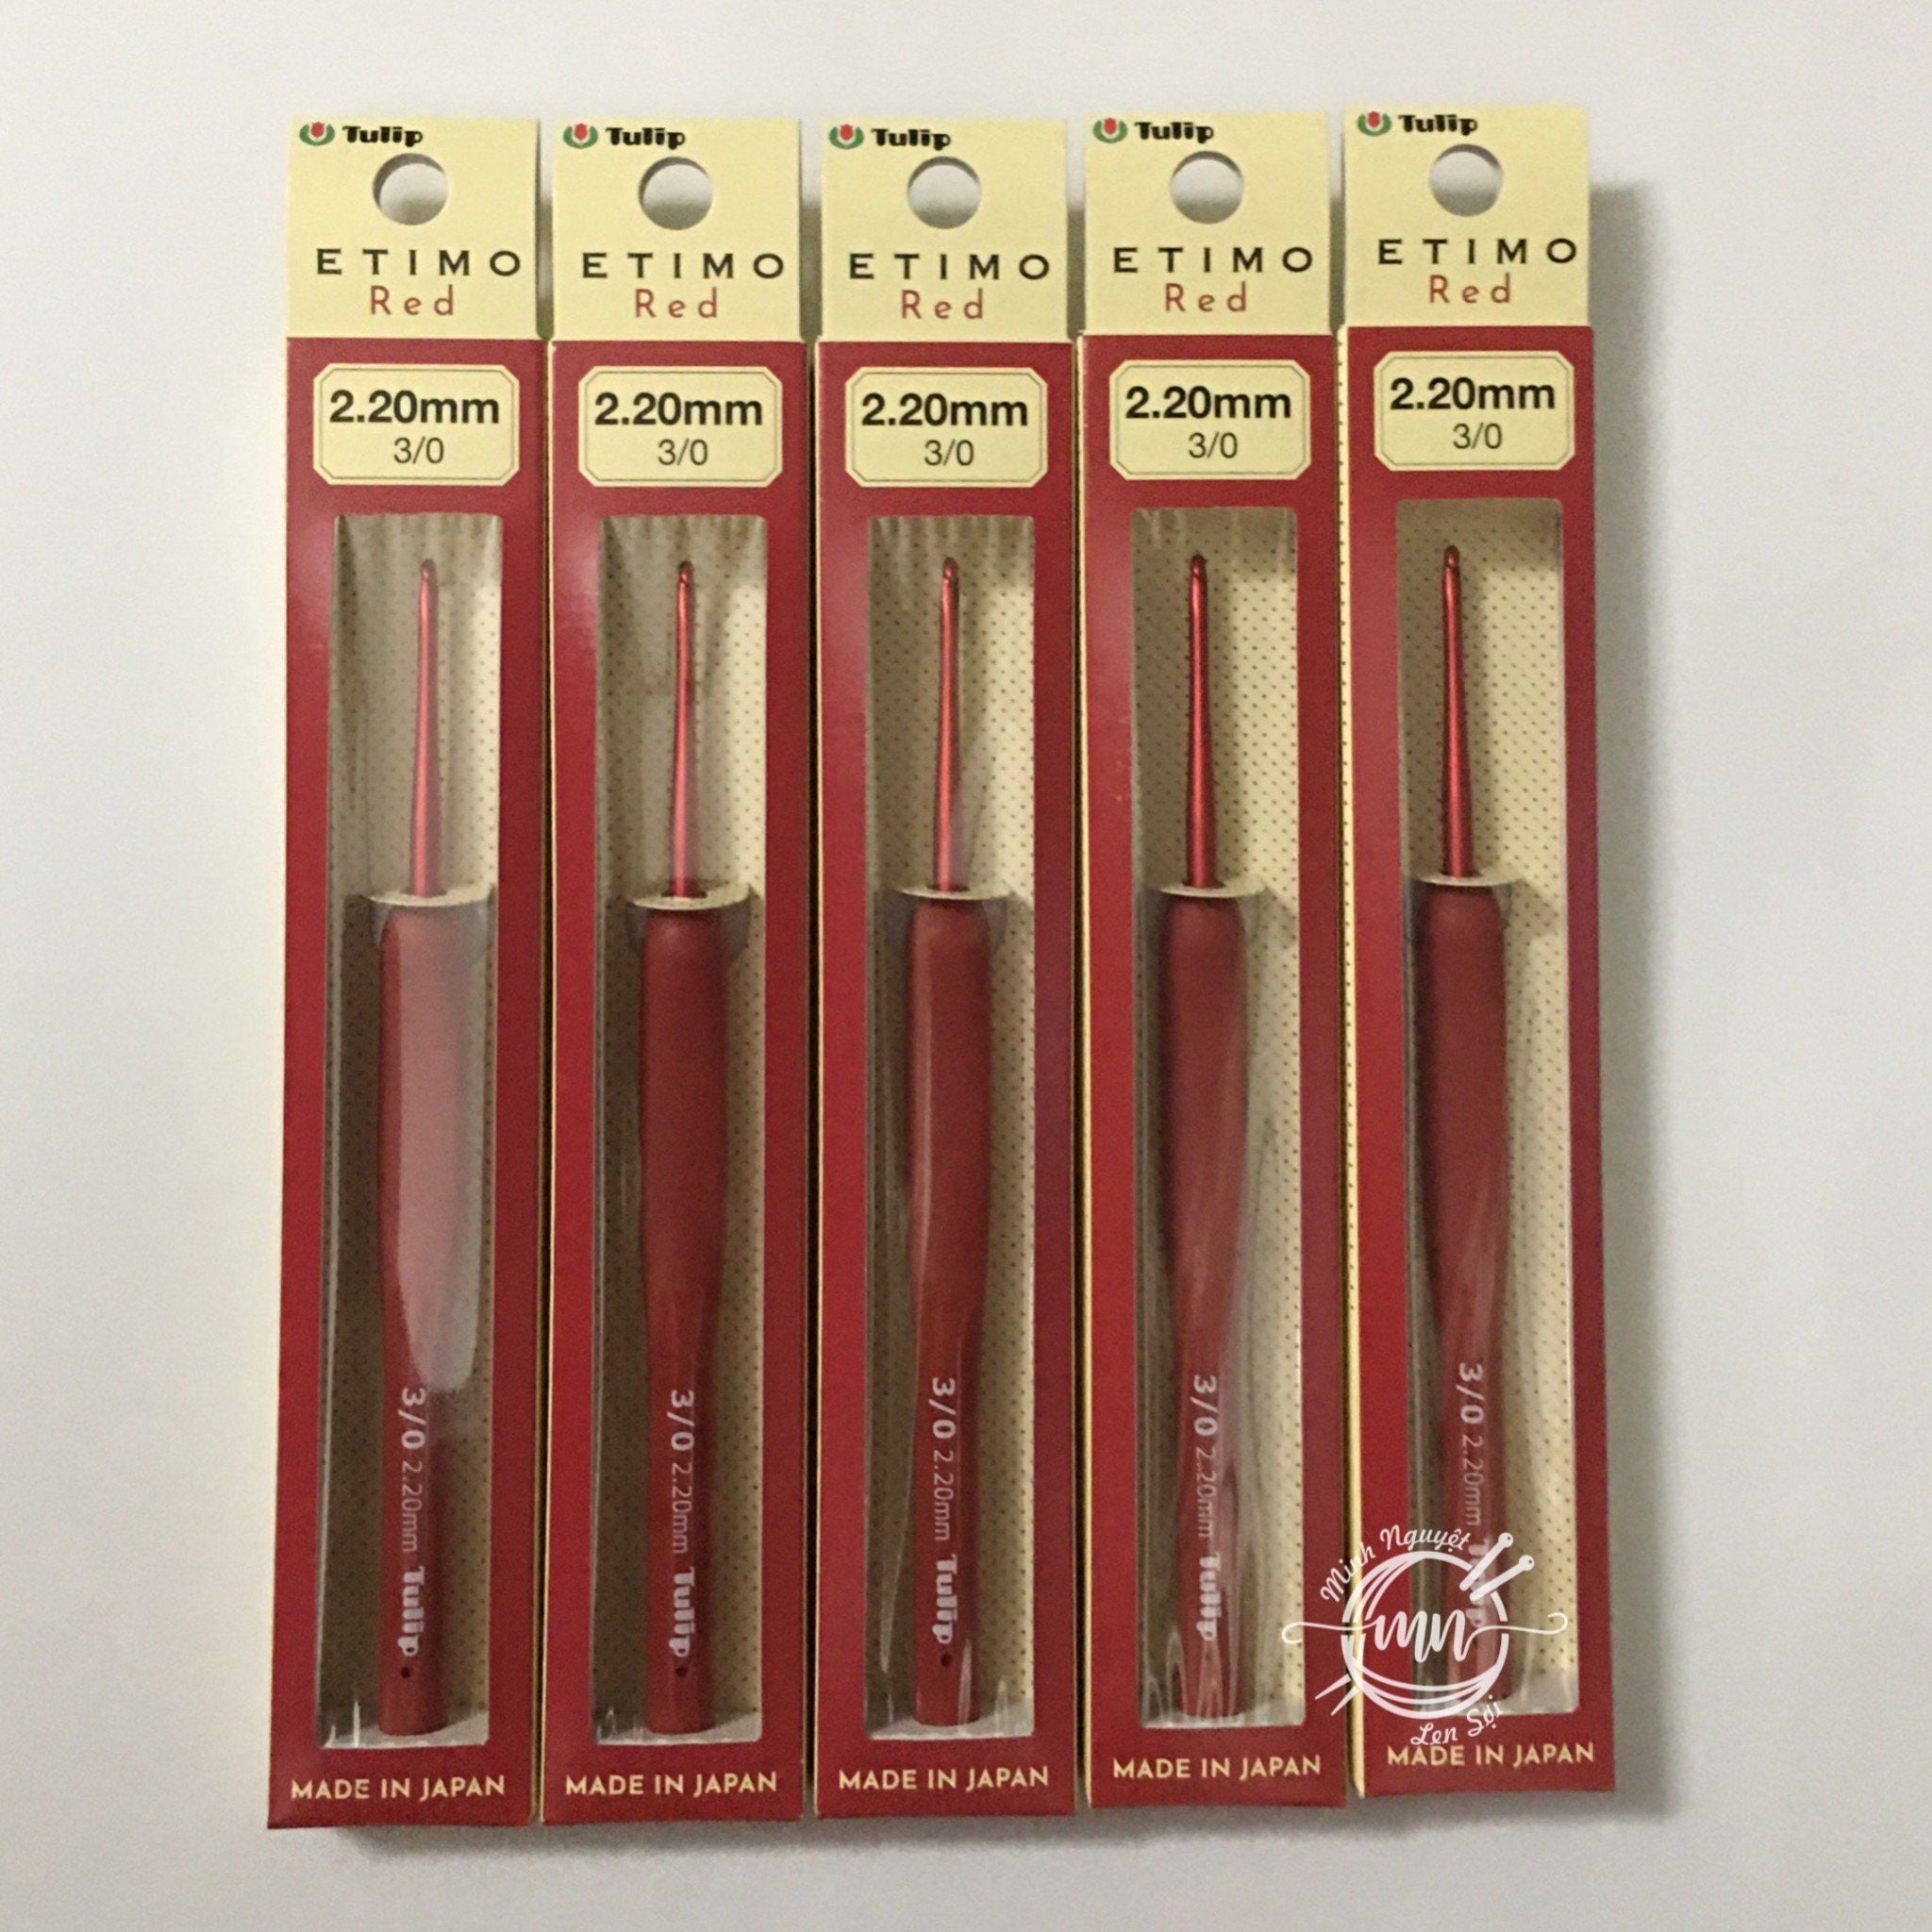 Tulip
ETIMO
Red
2.20mm
3/0
3/0 2.20mm Tulip
MADE IN JAPAN
Tulip
ETIMO
Red
2.20mm
3/0
3/0 2.20mm Tulip
MADE IN JAPAN
Tulip
ETIMO
Red
2.20mm
3/0
3/0 2.20mm Tulip
MADE IN JAPAN
Tulip
ETIMO
Red
2.20mm
3/0
3/0 2.20mm Tulip
MADE IN JAPAN
Tulip
ETIMO
Red
2.20mm
3/0
3/0 2.20mm Tulip
MADE IN JAPAN
Minh Nguyệt
mn
Len Sợi